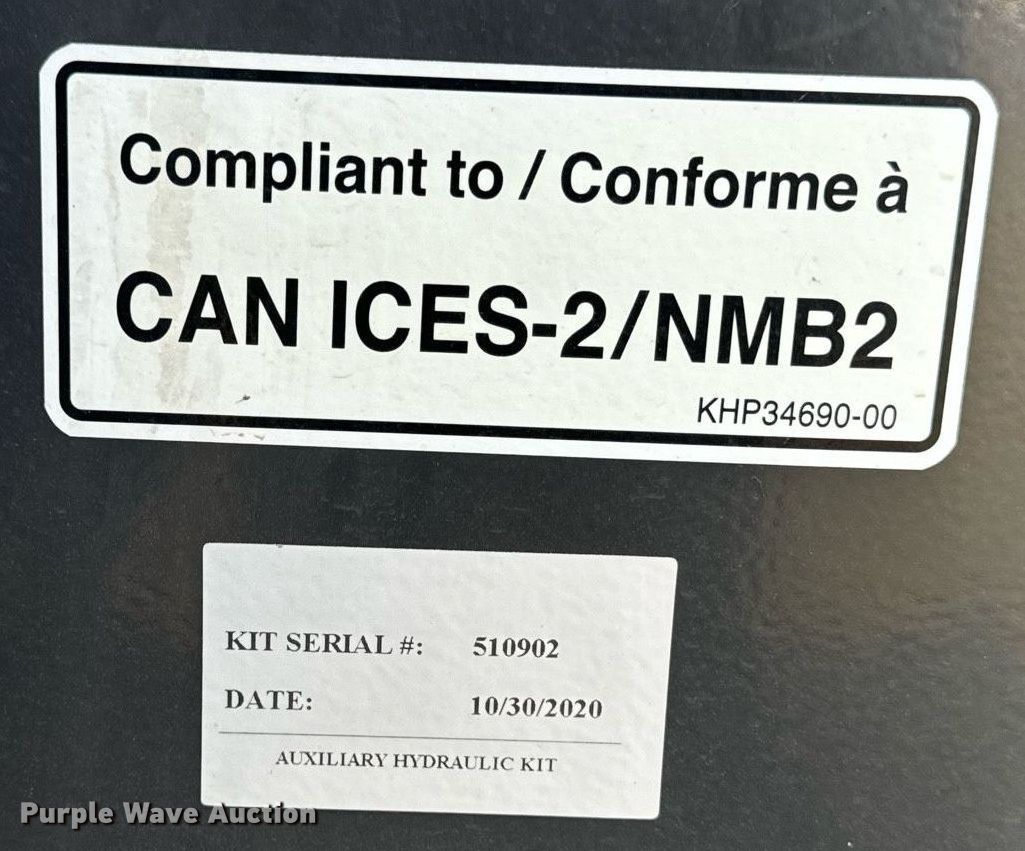 Compliant to / Conforme à
CAN ICES-2/NMB2
KHP34690-00
KIT SERIAL #: 510902
DATE: 10/30/2020
AUXILIARY HYDRAULIC KIT
Purple Wave Auction